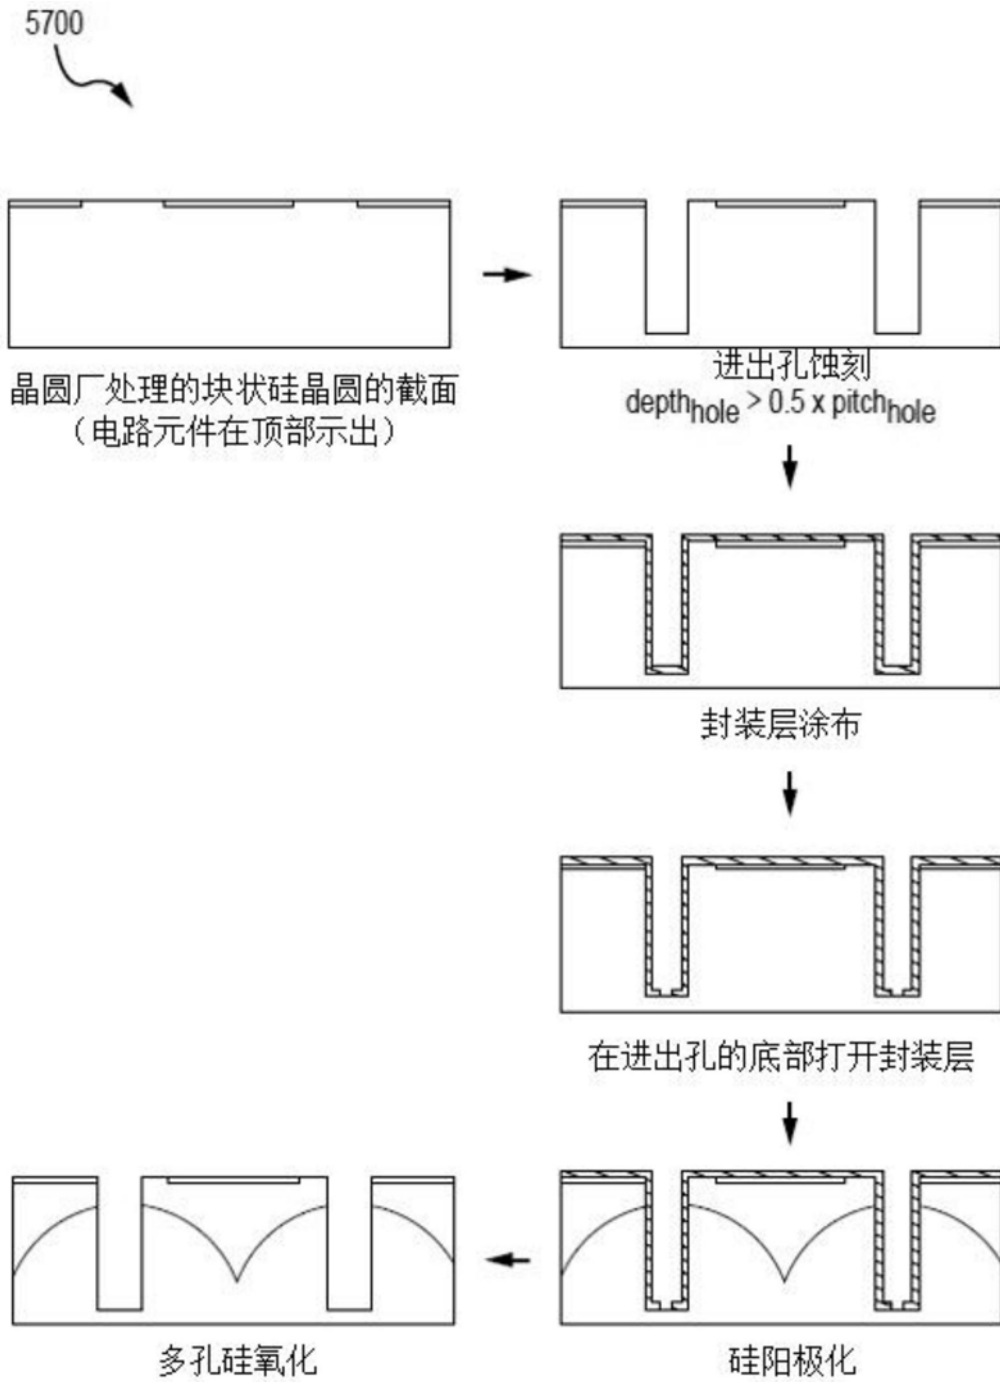 5700
晶圆厂处理的块状硅晶圆的截面
（电路元件在顶部示出）
进出孔蚀刻
depthhole > 0.5 x pitchhole
封装层涂布
在进出孔的底部打开封装层
多孔硅氧化
硅阳极化